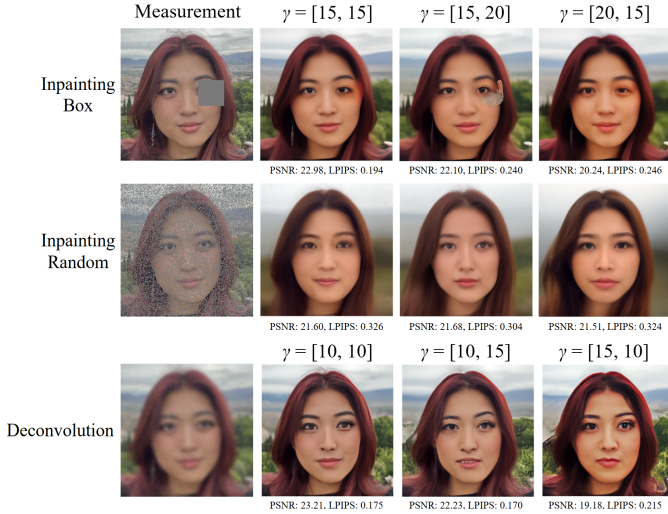 Measurement γ = [15, 15] γ = [15, 20] γ = [20, 15]
Inpainting
Box
PSNR: 22.98, LPIPS: 0.194 PSNR: 22.10, LPIPS: 0.240 PSNR: 20.24, LPIPS: 0.246
Inpainting
Random
PSNR: 21.60, LPIPS: 0.326 PSNR: 21.68, LPIPS: 0.304 PSNR: 21.51, LPIPS: 0.324
γ = [10, 10] γ = [10, 15] γ = [15, 10]
Deconvolution
PSNR: 23.21, LPIPS: 0.175 PSNR: 22.23, LPIPS: 0.170 PSNR: 19.18, LPIPS: 0.215